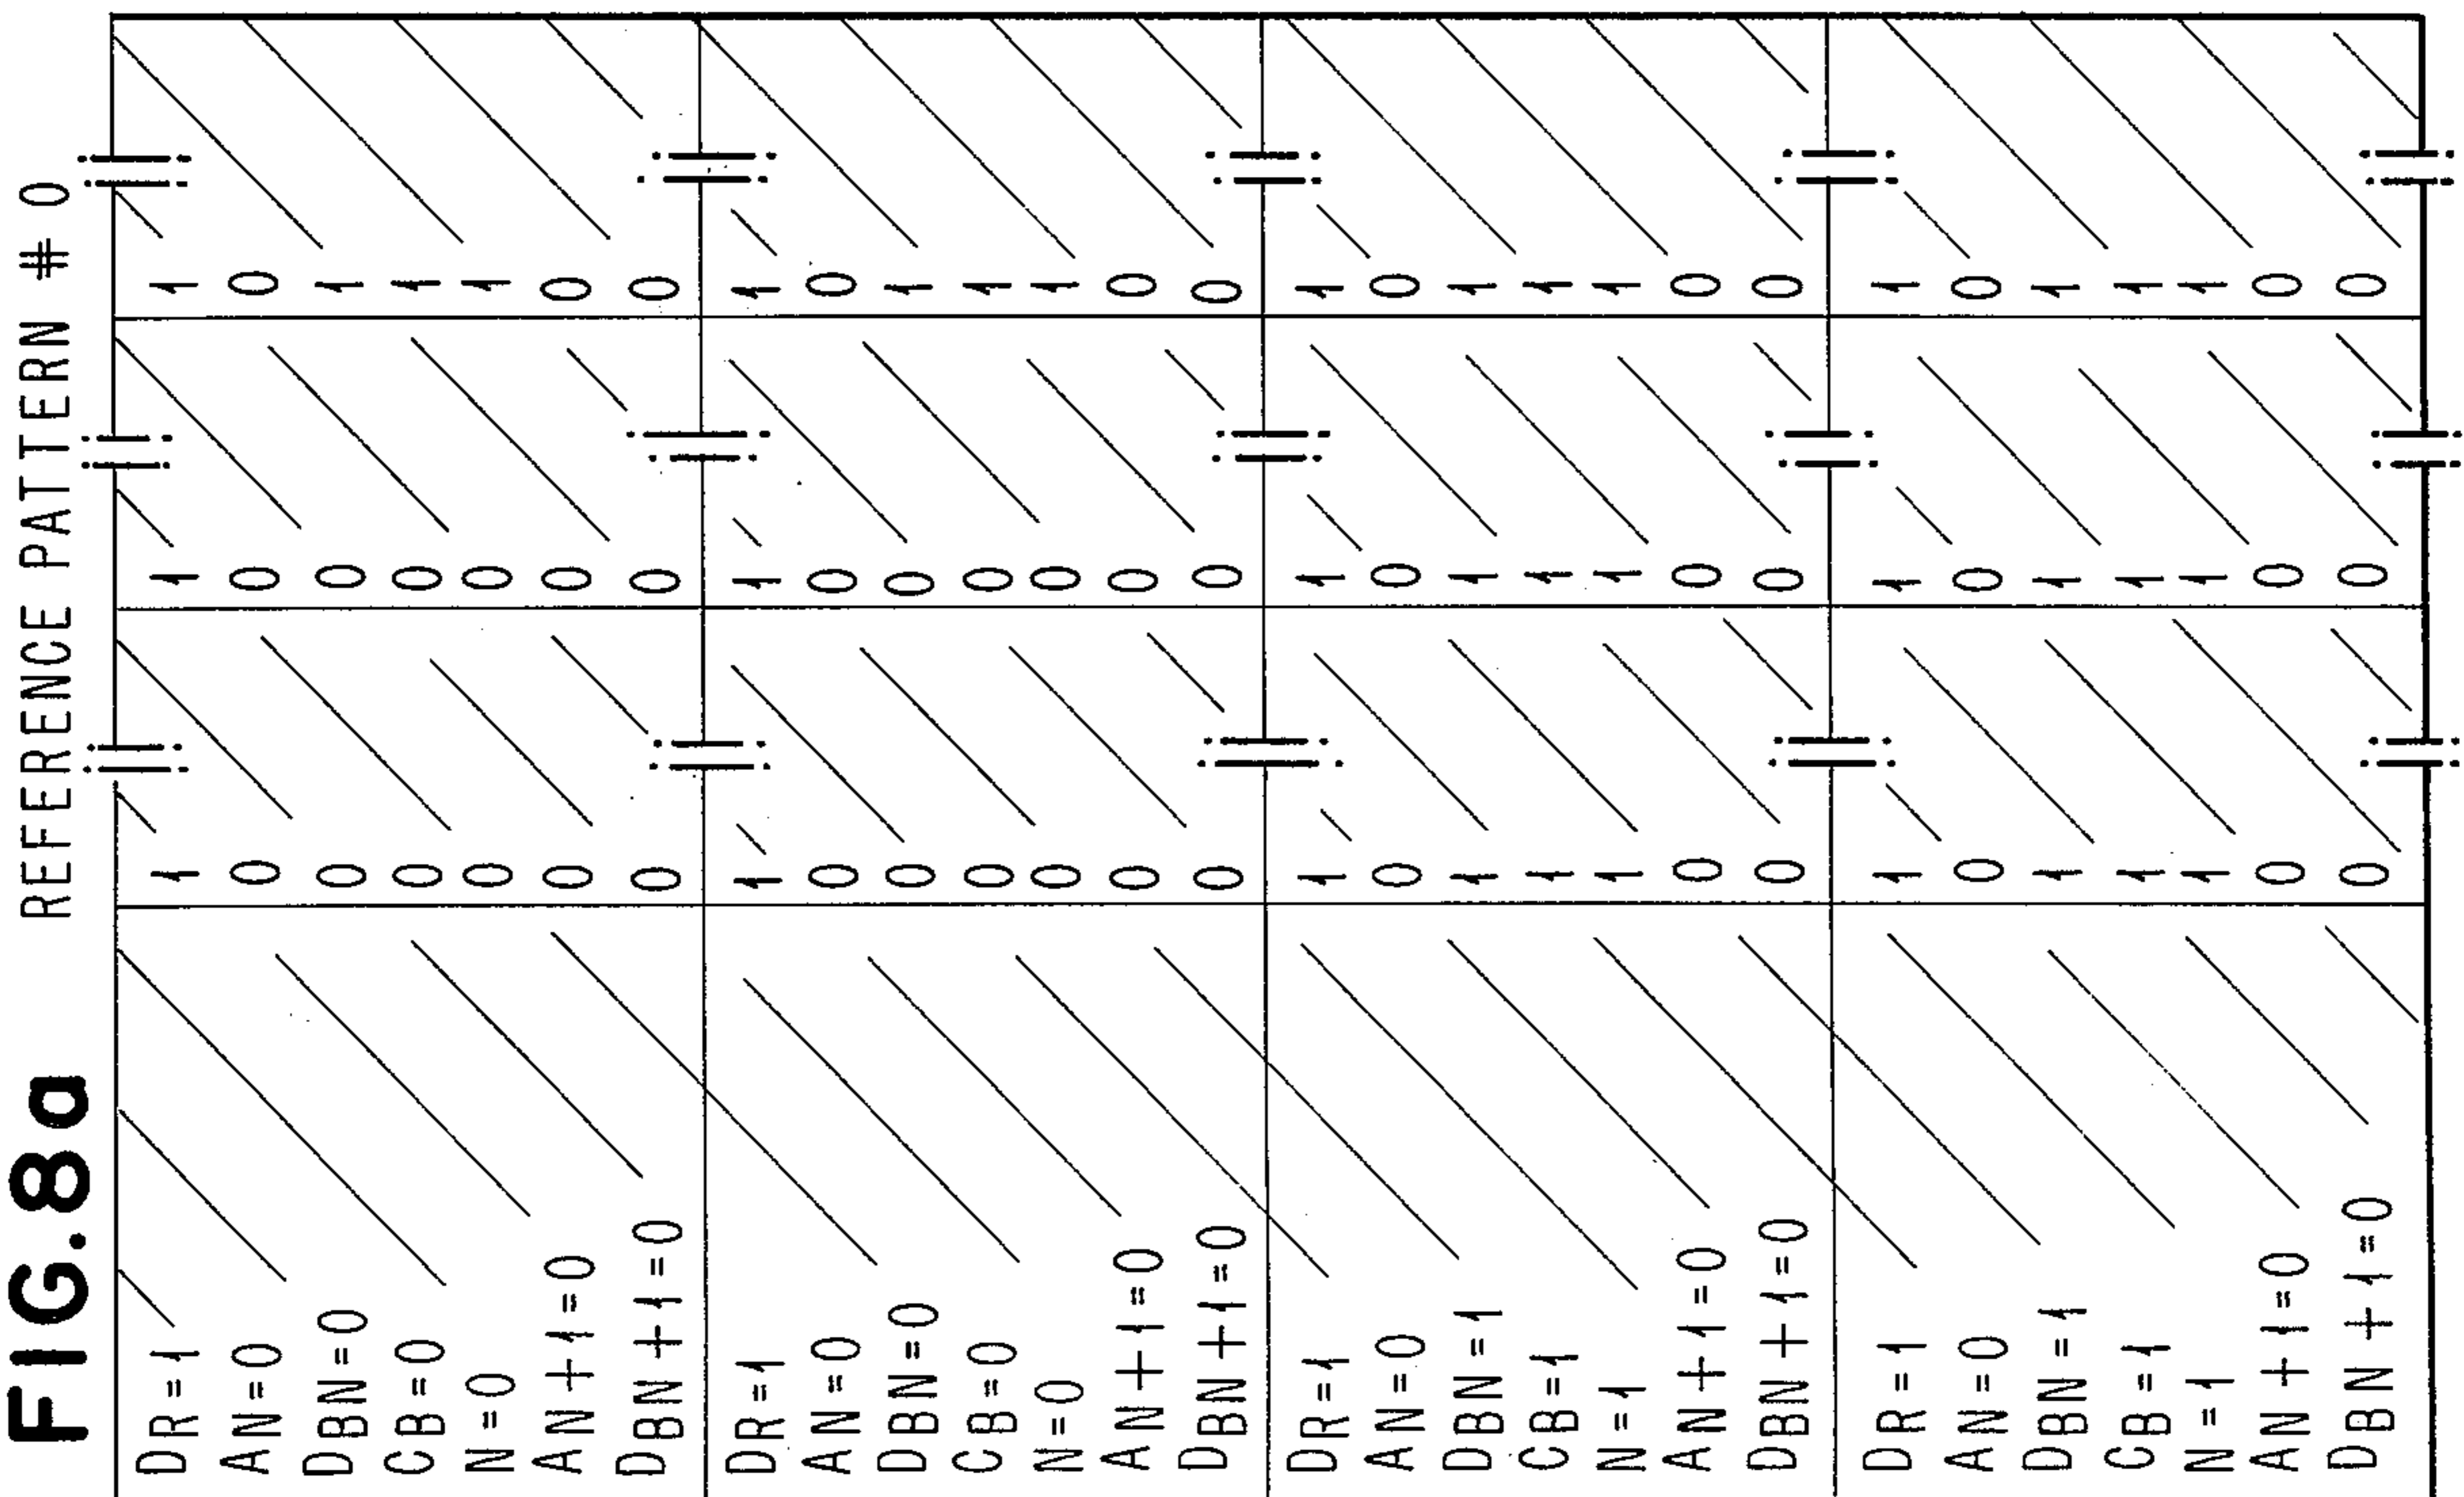 FIG.8a
REFERENCE PATTERN # 0
DR=1 1 1 1
AN=0 0 0 0
DBN=0 0 0 1
CB=0 0 0 1
N=0 0 0 1
AN+1=0 0 0 0
DBN+1=0 0 0 0
DR=1 1 1 1
AN=0 0 0 0
DBN=0 0 0 1
CB=0 0 0 1
N=0 0 0 1
AN+1=0 0 0 0
DBN+1=0 0 0 0
DR=1 1 1 1
AN=0 0 0 0
DBN=1 1 1 1
CB=1 1 1 1
N=1 1 1 1
AN+1=0 0 0 0
DBN+1=0 0 0 0
DR=1 1 1 1
AN=0 0 0 0
DBN=1 1 1 1
CB=1 1 1 1
N=1 1 1 1
AN+1=0 0 0 0
DBN+1=0 0 0 0